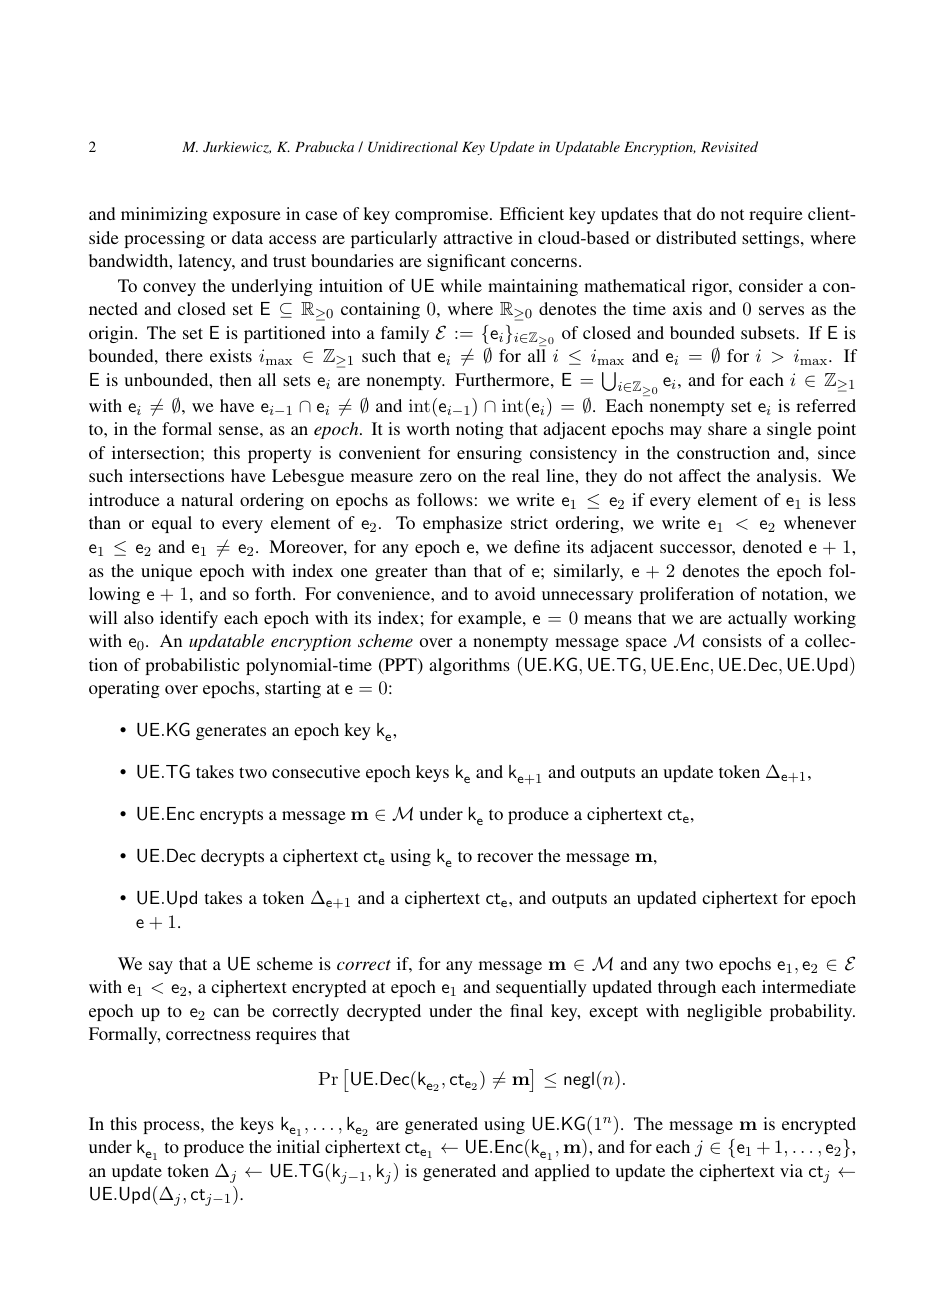 2 M. Jurkiewicz, K. Prabucka / Unidirectional Key Update in Updatable Encryption, Revisited
and minimizing exposure in case of key compromise. Efficient key updates that do not require client-
side processing or data access are particularly attractive in cloud-based or distributed settings, where
bandwidth, latency, and trust boundaries are significant concerns.
To convey the underlying intuition of UE while maintaining mathematical rigor, consider a con-
nected and closed set E ⊆ ℝ≥0 containing 0, where ℝ≥0 denotes the time axis and 0 serves as the
origin. The set E is partitioned into a family ℰ := {e_i}_{i∈ℤ≥0} of closed and bounded subsets. If E is
bounded, there exists i_max ∈ ℤ≥1 such that e_i ≠ ∅ for all i ≤ i_max and e_i = ∅ for i > i_max. If
E is unbounded, then all sets e_i are nonempty. Furthermore, E = ⋃_{i∈ℤ≥0} e_i, and for each i ∈ ℤ≥1
with e_i ≠ ∅, we have e_{i−1} ∩ e_i ≠ ∅ and int(e_{i−1}) ∩ int(e_i) = ∅. Each nonempty set e_i is referred
to, in the formal sense, as an epoch. It is worth noting that adjacent epochs may share a single point
of intersection; this property is convenient for ensuring consistency in the construction and, since
such intersections have Lebesgue measure zero on the real line, they do not affect the analysis. We
introduce a natural ordering on epochs as follows: we write e_1 ≤ e_2 if every element of e_1 is less
than or equal to every element of e_2. To emphasize strict ordering, we write e_1 < e_2 whenever
e_1 ≤ e_2 and e_1 ≠ e_2. Moreover, for any epoch e, we define its adjacent successor, denoted e + 1,
as the unique epoch with index one greater than that of e; similarly, e + 2 denotes the epoch fol-
lowing e + 1, and so forth. For convenience, and to avoid unnecessary proliferation of notation, we
will also identify each epoch with its index; for example, e = 0 means that we are actually working
with e_0. An updatable encryption scheme over a nonempty message space ℳ consists of a collec-
tion of probabilistic polynomial-time (PPT) algorithms (UE.KG, UE.TG, UE.Enc, UE.Dec, UE.Upd)
operating over epochs, starting at e = 0:
• UE.KG generates an epoch key k_e,
• UE.TG takes two consecutive epoch keys k_e and k_{e+1} and outputs an update token Δ_{e+1},
• UE.Enc encrypts a message m ∈ ℳ under k_e to produce a ciphertext ct_e,
• UE.Dec decrypts a ciphertext ct_e using k_e to recover the message m,
• UE.Upd takes a token Δ_{e+1} and a ciphertext ct_e, and outputs an updated ciphertext for epoch
e + 1.
We say that a UE scheme is correct if, for any message m ∈ ℳ and any two epochs e_1, e_2 ∈ ℰ
with e_1 < e_2, a ciphertext encrypted at epoch e_1 and sequentially updated through each intermediate
epoch up to e_2 can be correctly decrypted under the final key, except with negligible probability.
Formally, correctness requires that
Pr [UE.Dec(k_{e_2}, ct_{e_2}) ≠ m] ≤ negl(n).
In this process, the keys k_{e_1}, . . . , k_{e_2} are generated using UE.KG(1^n). The message m is encrypted
under k_{e_1} to produce the initial ciphertext ct_{e_1} ← UE.Enc(k_{e_1}, m), and for each j ∈ {e_1 + 1, . . . , e_2},
an update token Δ_j ← UE.TG(k_{j−1}, k_j) is generated and applied to update the ciphertext via ct_j ←
UE.Upd(Δ_j, ct_{j−1}).